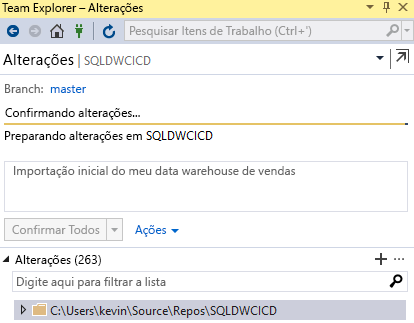 Team Explorer – Alterações
Pesquisar Itens de Trabalho (Ctrl+')
Alterações | SQLDWCICD
Branch: master
Confirmando alterações...
Preparando alterações em SQLDWCICD
Importação inicial do meu data warehouse de vendas
Confirmar Todos Ações
Alterações (263)
Digite aqui para filtrar a lista
C:\Users\kevin\Source\Repos\SQLDWCICD